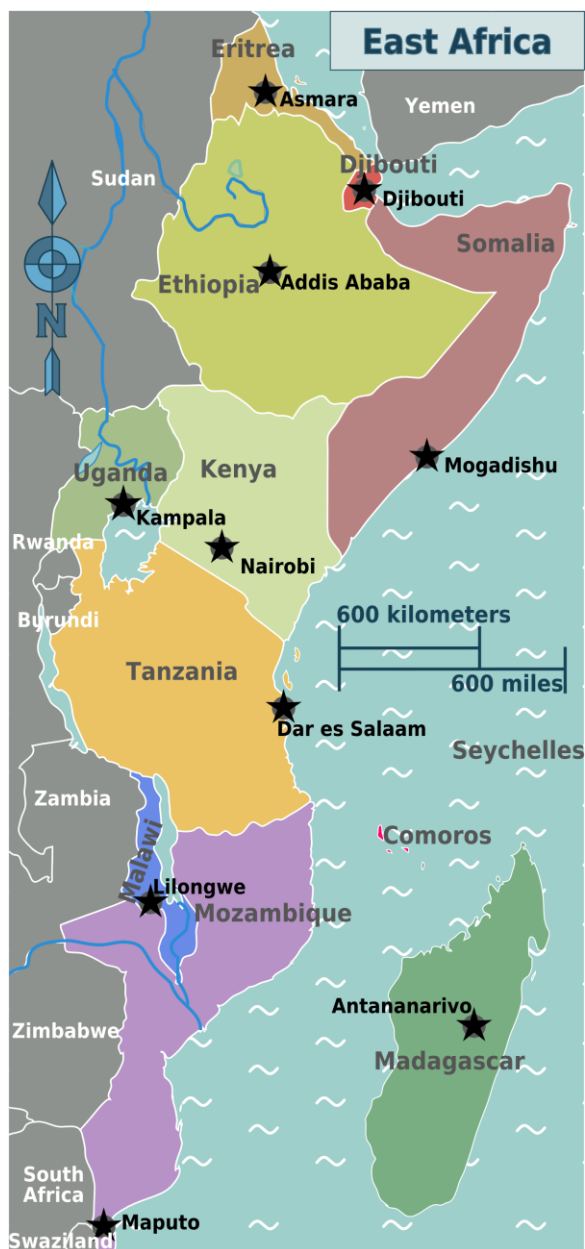 East Africa
Eritrea
Asmara
Yemen
Sudan
Djibouti
Djibouti
Somalia
Ethiopia
Addis Ababa
N
Uganda
Kenya
Mogadishu
Kampala
Rwanda
Nairobi
Burundi
600 kilometers
Tanzania
600 miles
Dar es Salaam
Seychelles
Zambia
Comoros
Malawi
Lilongwe
Mozambique
Antananarivo
Zimbabwe
Madagascar
South
Africa
Maputo
Swaziland